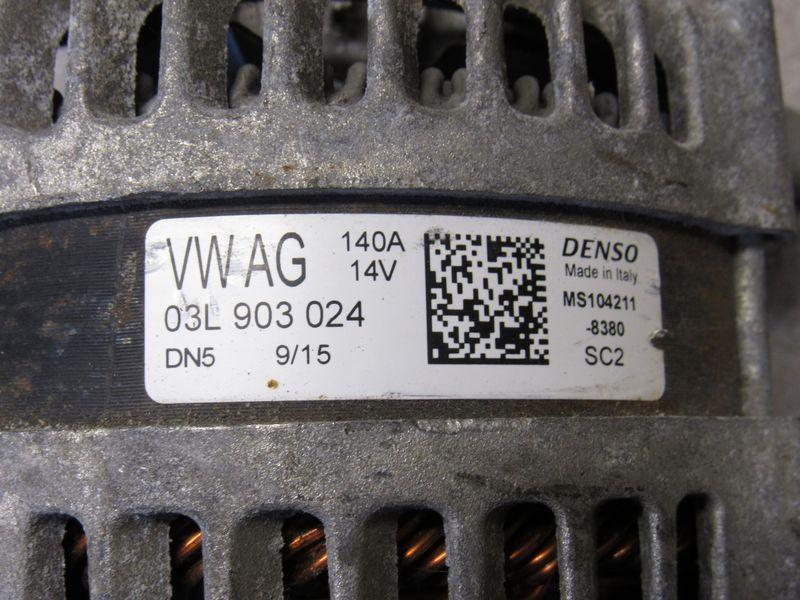 VW AG
140A
14V
03L 903 024
DN5 9/15
DENSO
Made in Italy
MS104211
-8380
SC2